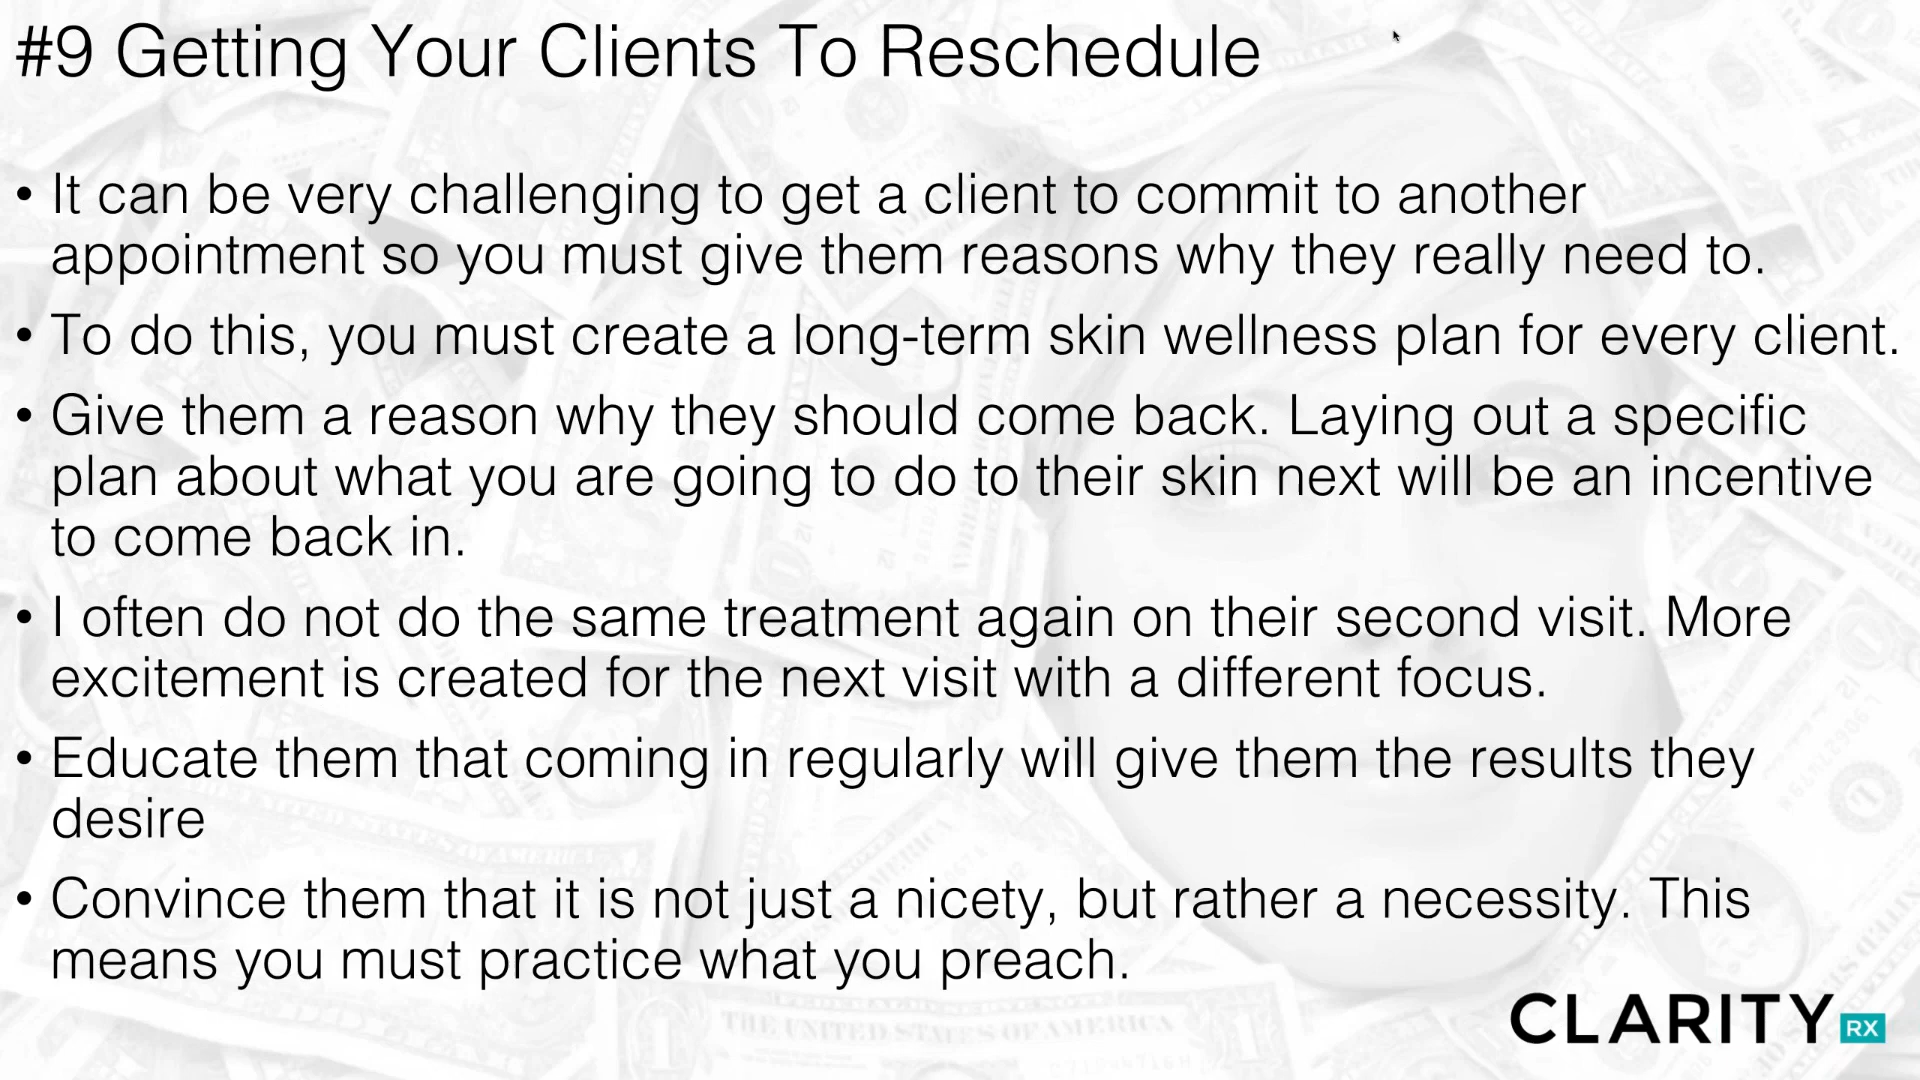 #9 Getting Your Clients To Reschedule
• It can be very challenging to get a client to commit to another
appointment so you must give them reasons why they really need to.
• To do this, you must create a long-term skin wellness plan for every client.
• Give them a reason why they should come back. Laying out a specific
plan about what you are going to do to their skin next will be an incentive
to come back in.
• I often do not do the same treatment again on their second visit. More
excitement is created for the next visit with a different focus.
• Educate them that coming in regularly will give them the results they
desire
• Convince them that it is not just a nicety, but rather a necessity. This
means you must practice what you preach.
THE UNITED STATES OF AMERICA
CLARITY RX